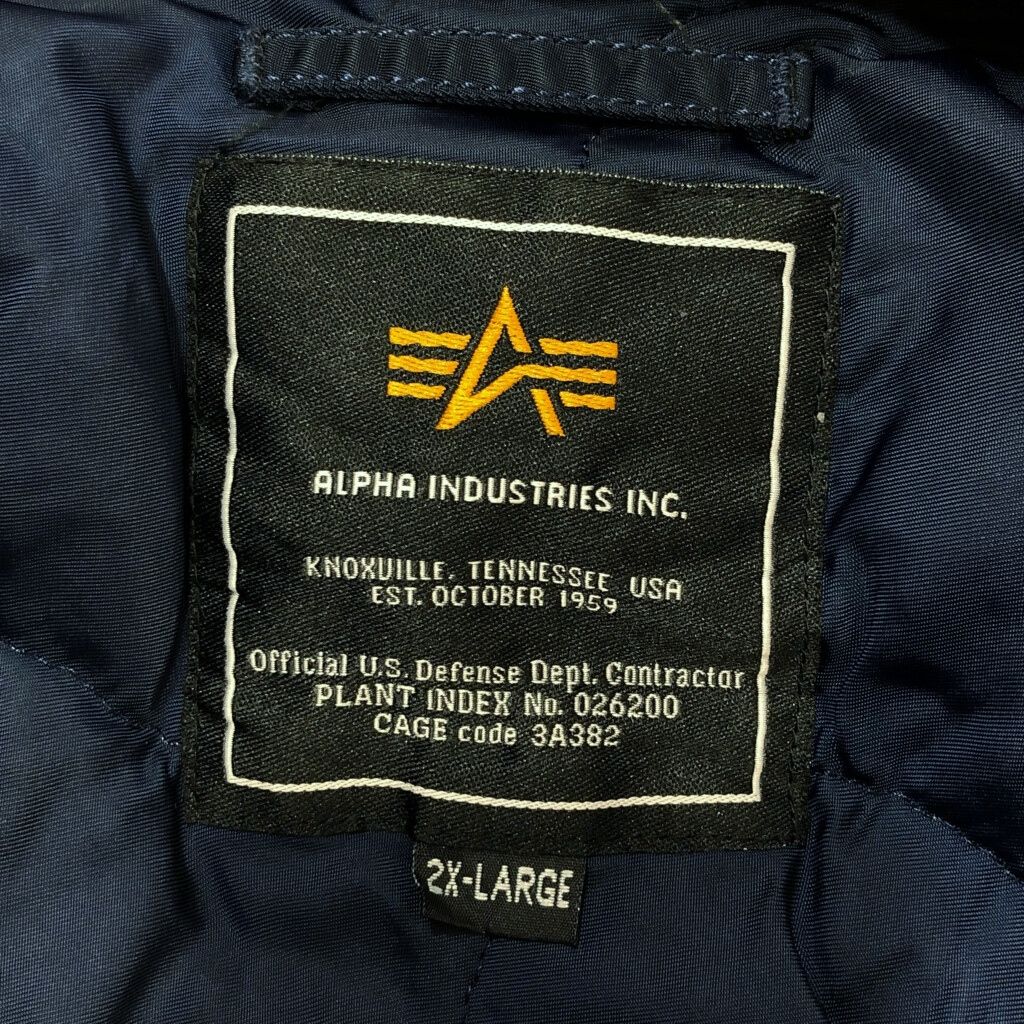 ALPHA INDUSTRIES INC.
KNOXVILLE, TENNESSEE USA
EST. OCTOBER 1959
Official U.S. Defense Dept. Contractor
PLANT INDEX No. 026200
CAGE code 3A382
2X-LARGE